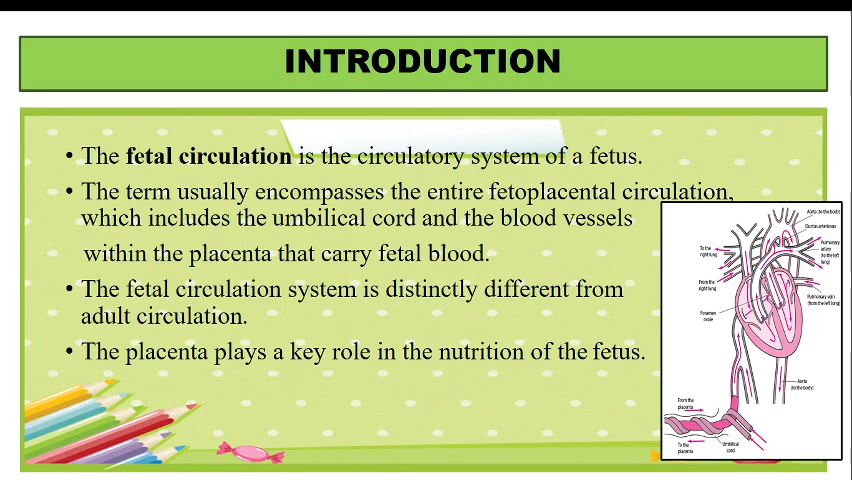 INTRODUCTION
• The fetal circulation is the circulatory system of a fetus.
• The term usually encompasses the entire fetoplacental circulation,
which includes the umbilical cord and the blood vessels
within the placenta that carry fetal blood.
• The fetal circulation system is distinctly different from
adult circulation.
• The placenta plays a key role in the nutrition of the fetus.
Aorta (to the body)
Ductus arteriosus
To the
right lung
Pulmonary
artery
(to the left
lung)
From the
right lung
Pulmonary vein
(from the left lung)
Foramen
ovale
Aorta
(to the body)
From the
placenta
To the
placenta
Umbilical
cord